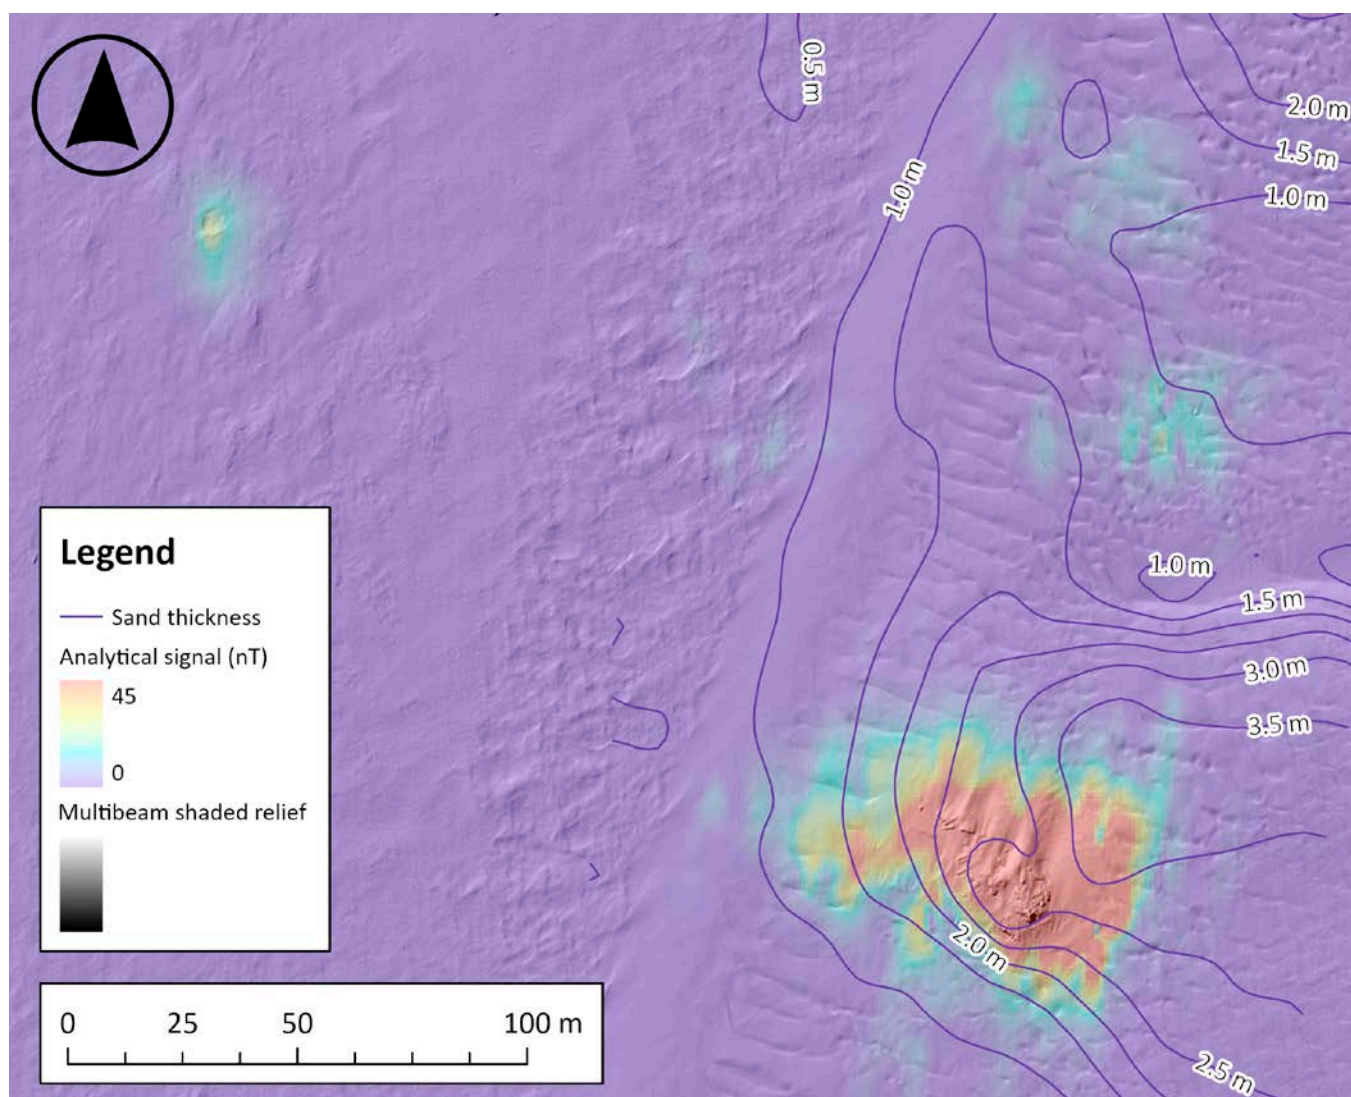 0.5 m
2.0 m
1.5 m
1.0 m
1.0 m
1.0 m
1.5 m
3.0 m
3.5 m
2.0 m
2.5 m
Legend
Sand thickness
Analytical signal (nT)
45
0
Multibeam shaded relief
0 25 50 100 m